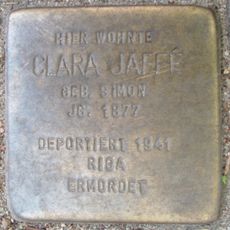 HIER WOHNTE
CLARA JAFFÉ
GEB. SIMON
JG. 1877
DEPORTIERT 1941
RIGA
ERMORDET